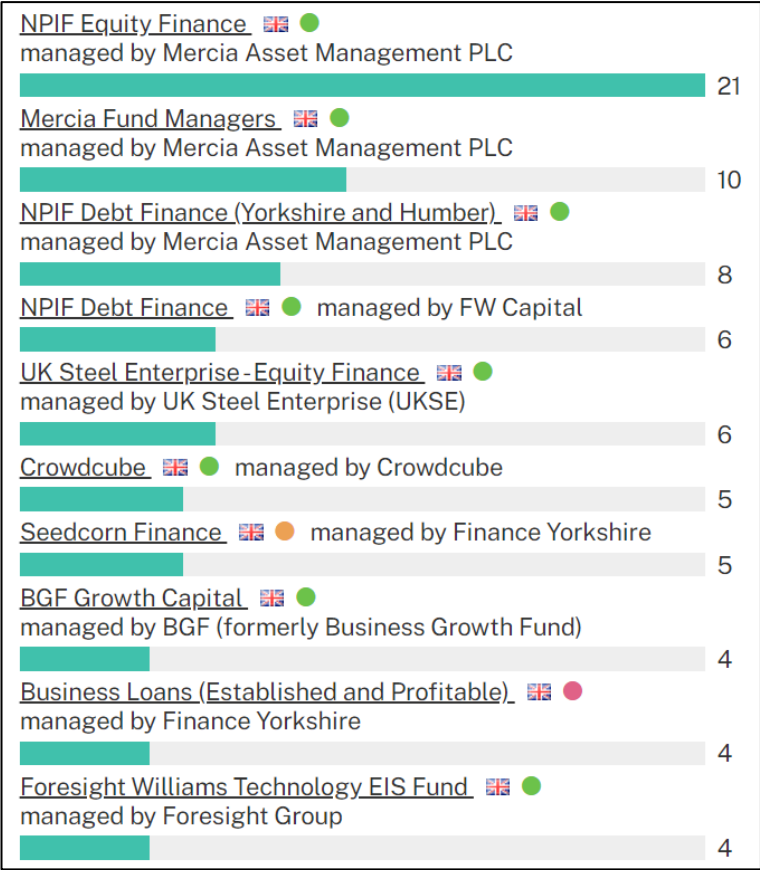 NPIF Equity Finance
managed by Mercia Asset Management PLC
21
Mercia Fund Managers
managed by Mercia Asset Management PLC
10
NPIF Debt Finance (Yorkshire and Humber)
managed by Mercia Asset Management PLC
8
NPIF Debt Finance managed by FW Capital
6
UK Steel Enterprise - Equity Finance
managed by UK Steel Enterprise (UKSE)
6
Crowdcube managed by Crowdcube
5
Seedcorn Finance managed by Finance Yorkshire
5
BGF Growth Capital
managed by BGF (formerly Business Growth Fund)
4
Business Loans (Established and Profitable)
managed by Finance Yorkshire
4
Foresight Williams Technology EIS Fund
managed by Foresight Group
4